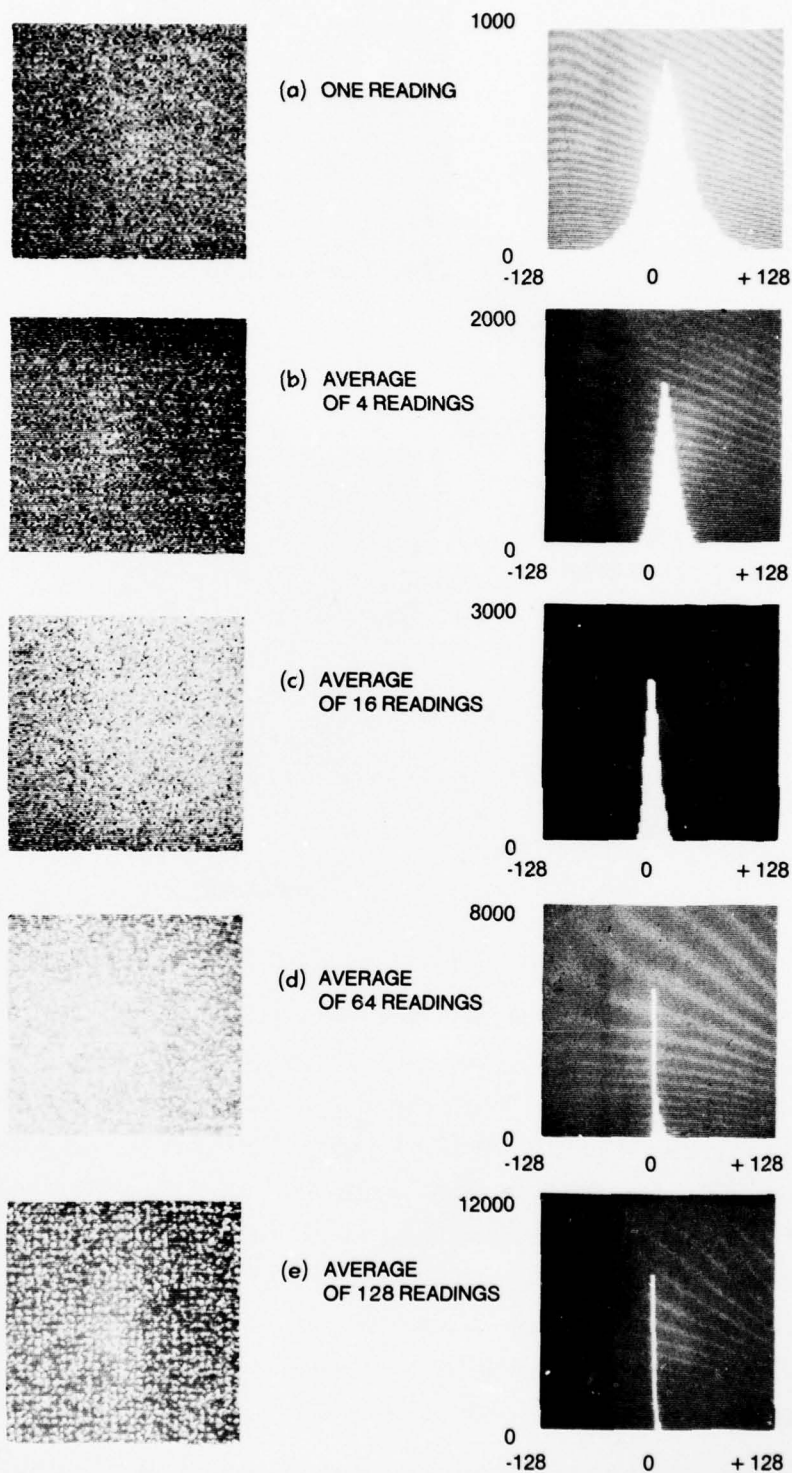 1000
(a) ONE READING
0
-128 0 + 128
2000
(b) AVERAGE
OF 4 READINGS
0
-128 0 + 128
3000
(c) AVERAGE
OF 16 READINGS
0
-128 0 + 128
8000
(d) AVERAGE
OF 64 READINGS
0
-128 0 + 128
12000
(e) AVERAGE
OF 128 READINGS
0
-128 0 + 128